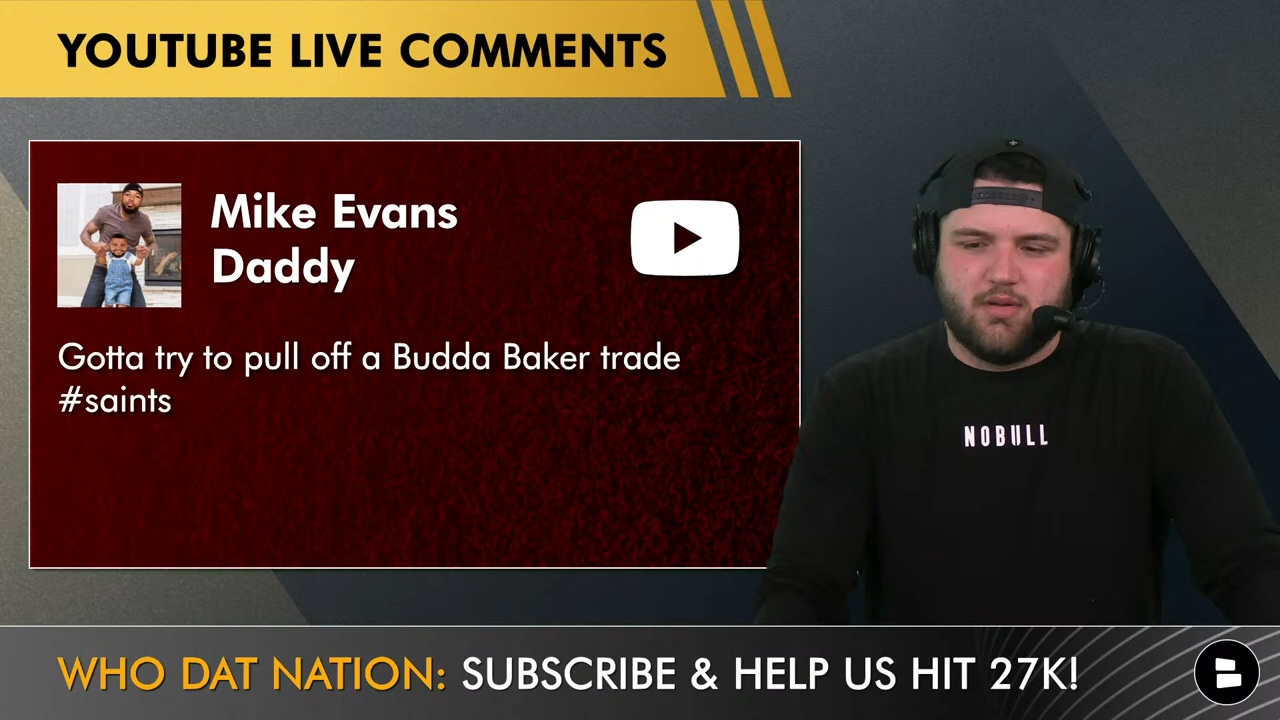 YOUTUBE LIVE COMMENTS
Mike Evans
Daddy
Gotta try to pull off a Budda Baker trade
#saints
NOBULL
WHO DAT NATION: SUBSCRIBE & HELP US HIT 27K!